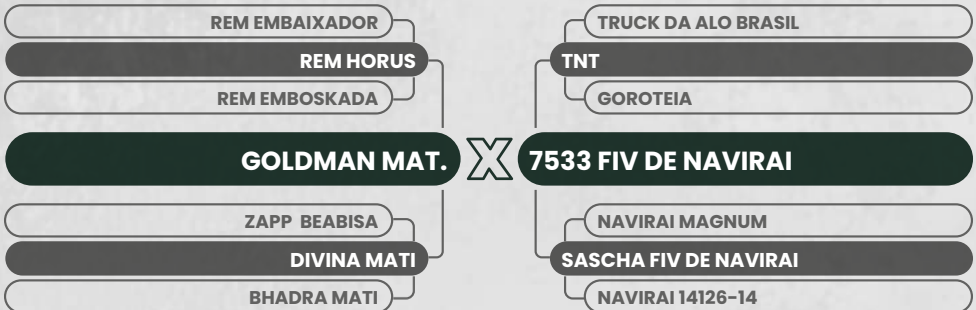 REM EMBAIXADOR
REM HORUS
REM EMBOSKADA
GOLDMAN MAT.
ZAPP BEABISA
DIVINA MATI
BHADRA MATI
X
TRUCK DA ALO BRASIL
TNT
GOROTEIA
7533 FIV DE NAVIRAI
NAVIRAI MAGNUM
SASCHA FIV DE NAVIRAI
NAVIRAI 14126-14